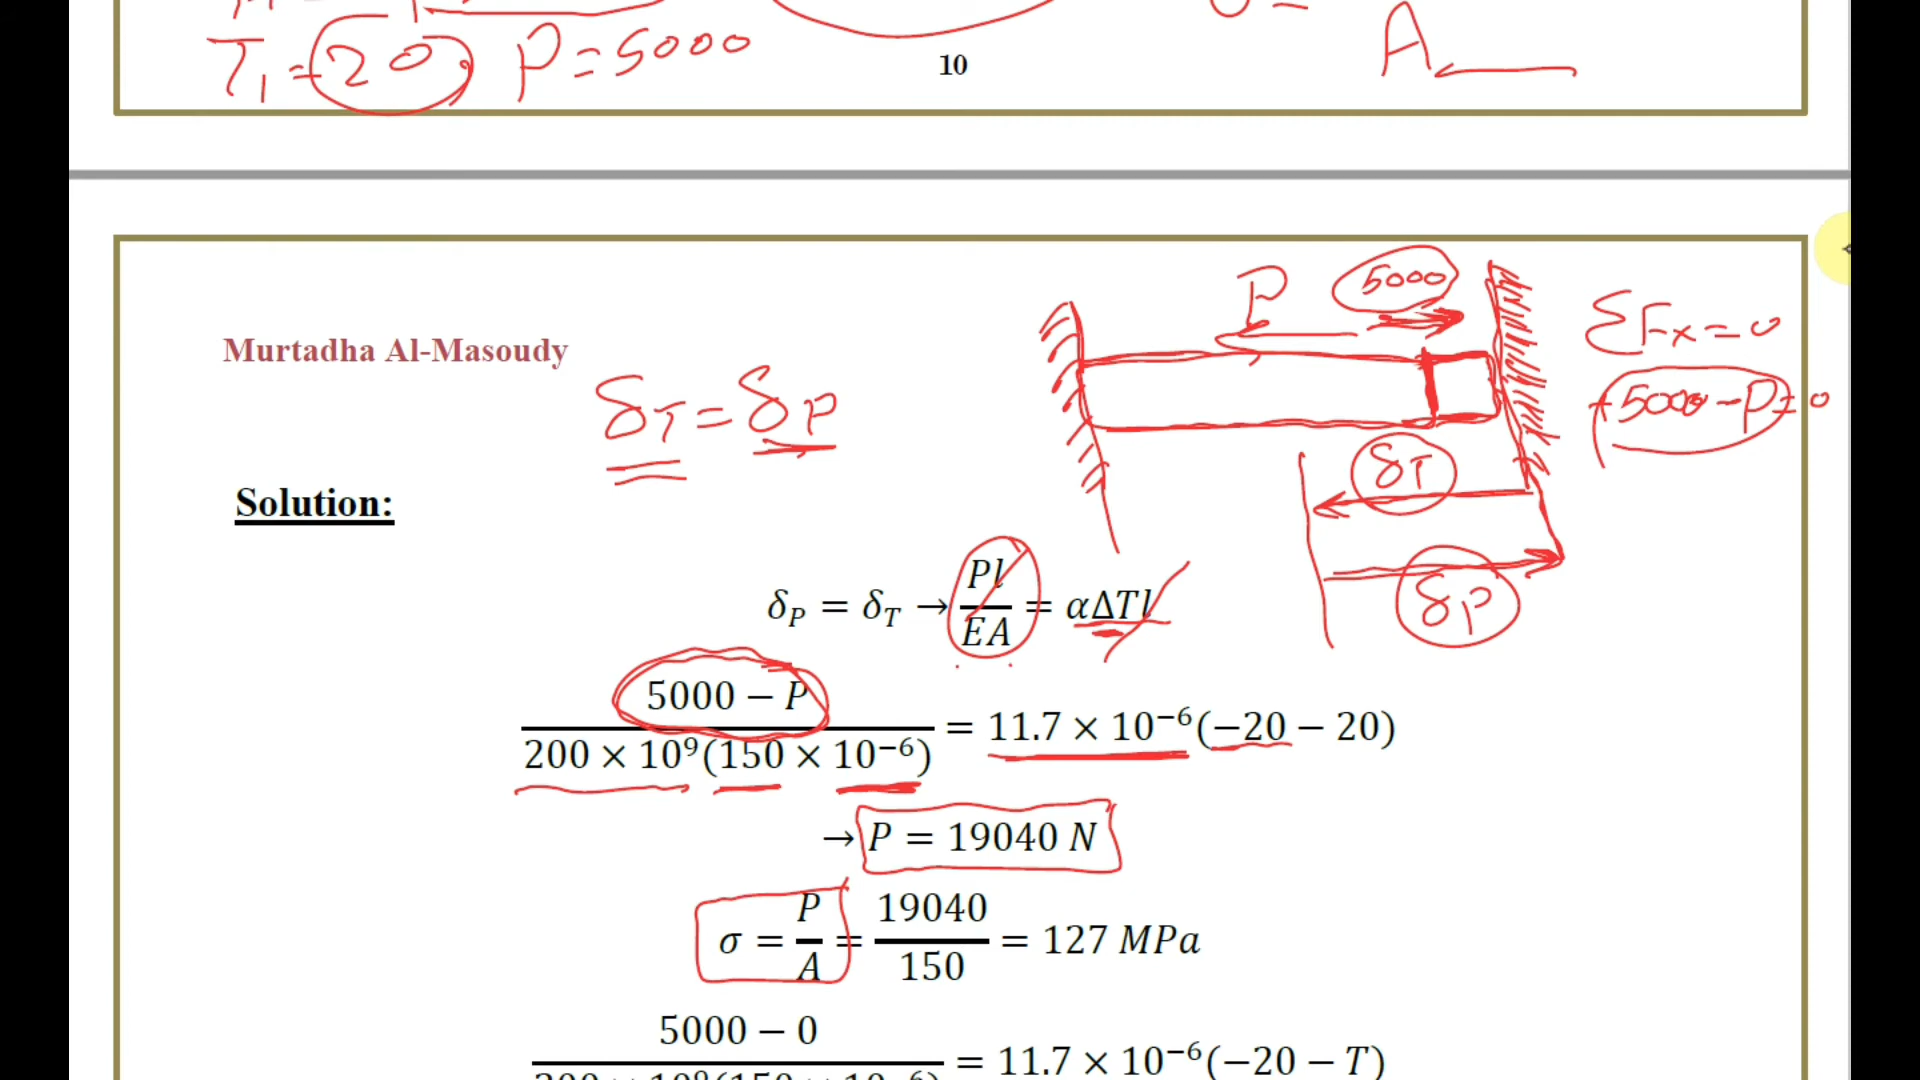 T₁ = 20, P = 5000
A
10
P 5000
ΣFx = 0
Murtadha Al-Masoudy
δT = δP
+5000 - P = 0
δT
Solution:
δ_P = δ_T → Pl/EA = αΔTl
δP
(5000 − P)/(200 × 10⁹(150 × 10⁻⁶)) = 11.7 × 10⁻⁶(−20 − 20)
→ P = 19040 N
σ = P/A = 19040/150 = 127 MPa
5000 − 0
= 11.7 × 10⁻⁶(−20 − T)